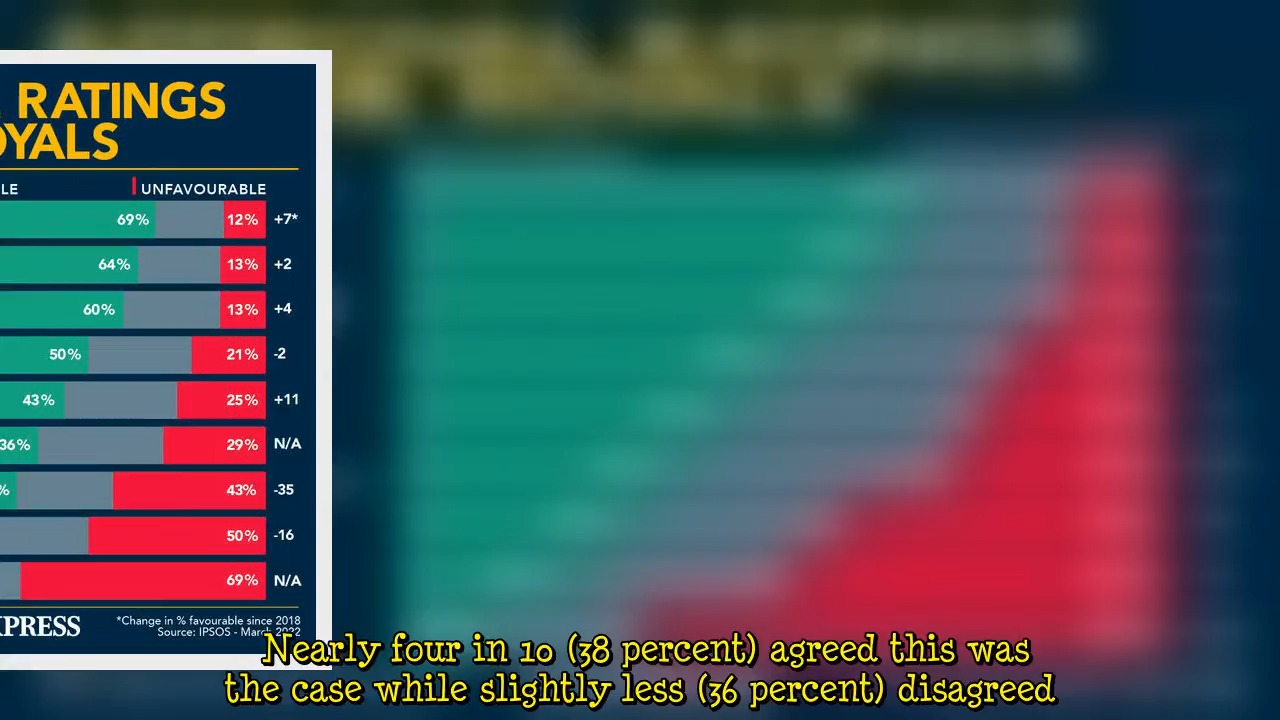 RATINGS
OYALS
LE UNFAVOURABLE
69% 12% +7*
64% 13% +2
60% 13% +4
50% 21% -2
43% 25% +11
36% 29% N/A
% 43% -35
50% -16
69% N/A
XPRESS
*Change in % favourable since 2018
Source: IPSOS - March 2022
Nearly four in 10 (38 percent) agreed this was
the case while slightly less (36 percent) disagreed